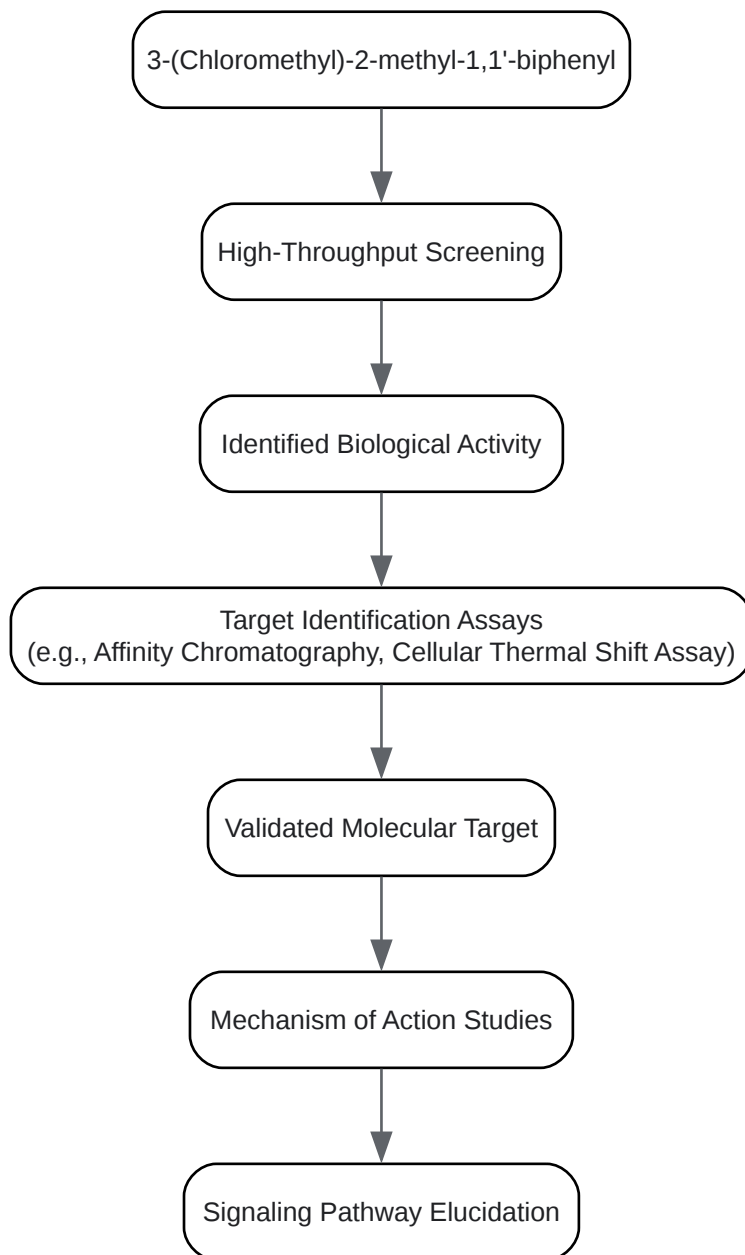 3-(Chloromethyl)-2-methyl-1,1'-biphenyl
High-Throughput Screening
Identified Biological Activity
Target Identification Assays
(e.g., Affinity Chromatography, Cellular Thermal Shift Assay)
Validated Molecular Target
Mechanism of Action Studies
Signaling Pathway Elucidation